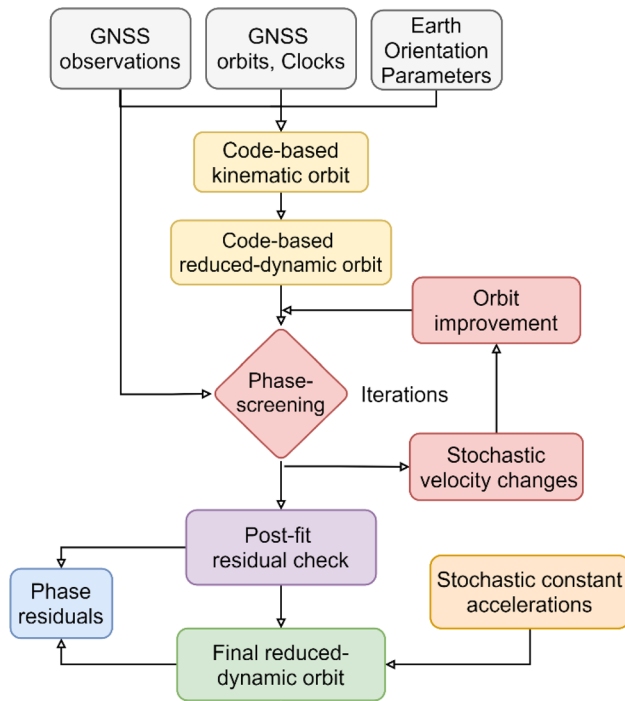 GNSS
observations
GNSS
orbits, Clocks
Earth
Orientation
Parameters
Code-based
kinematic orbit
Code-based
reduced-dynamic orbit
Orbit
improvement
Phase-
screening
Iterations
Stochastic
velocity changes
Post-fit
residual check
Phase
residuals
Stochastic constant
accelerations
Final reduced-
dynamic orbit